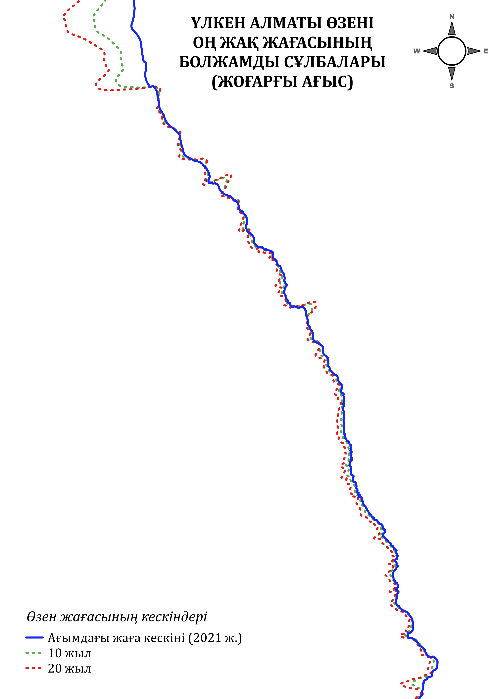 ҮЛКЕН АЛМАТЫ ӨЗЕНІ
ОҢ ЖАҚ ЖАҒАСЫНЫҢ
БОЛЖАМДЫ СҰЛБАЛАРЫ
(ЖОҒАРҒЫ АҒЫС)
N
W E
S
Өзен жағасының кескіндері
Ағымдағы жаға кескіні (2021 ж.)
10 жыл
20 жыл